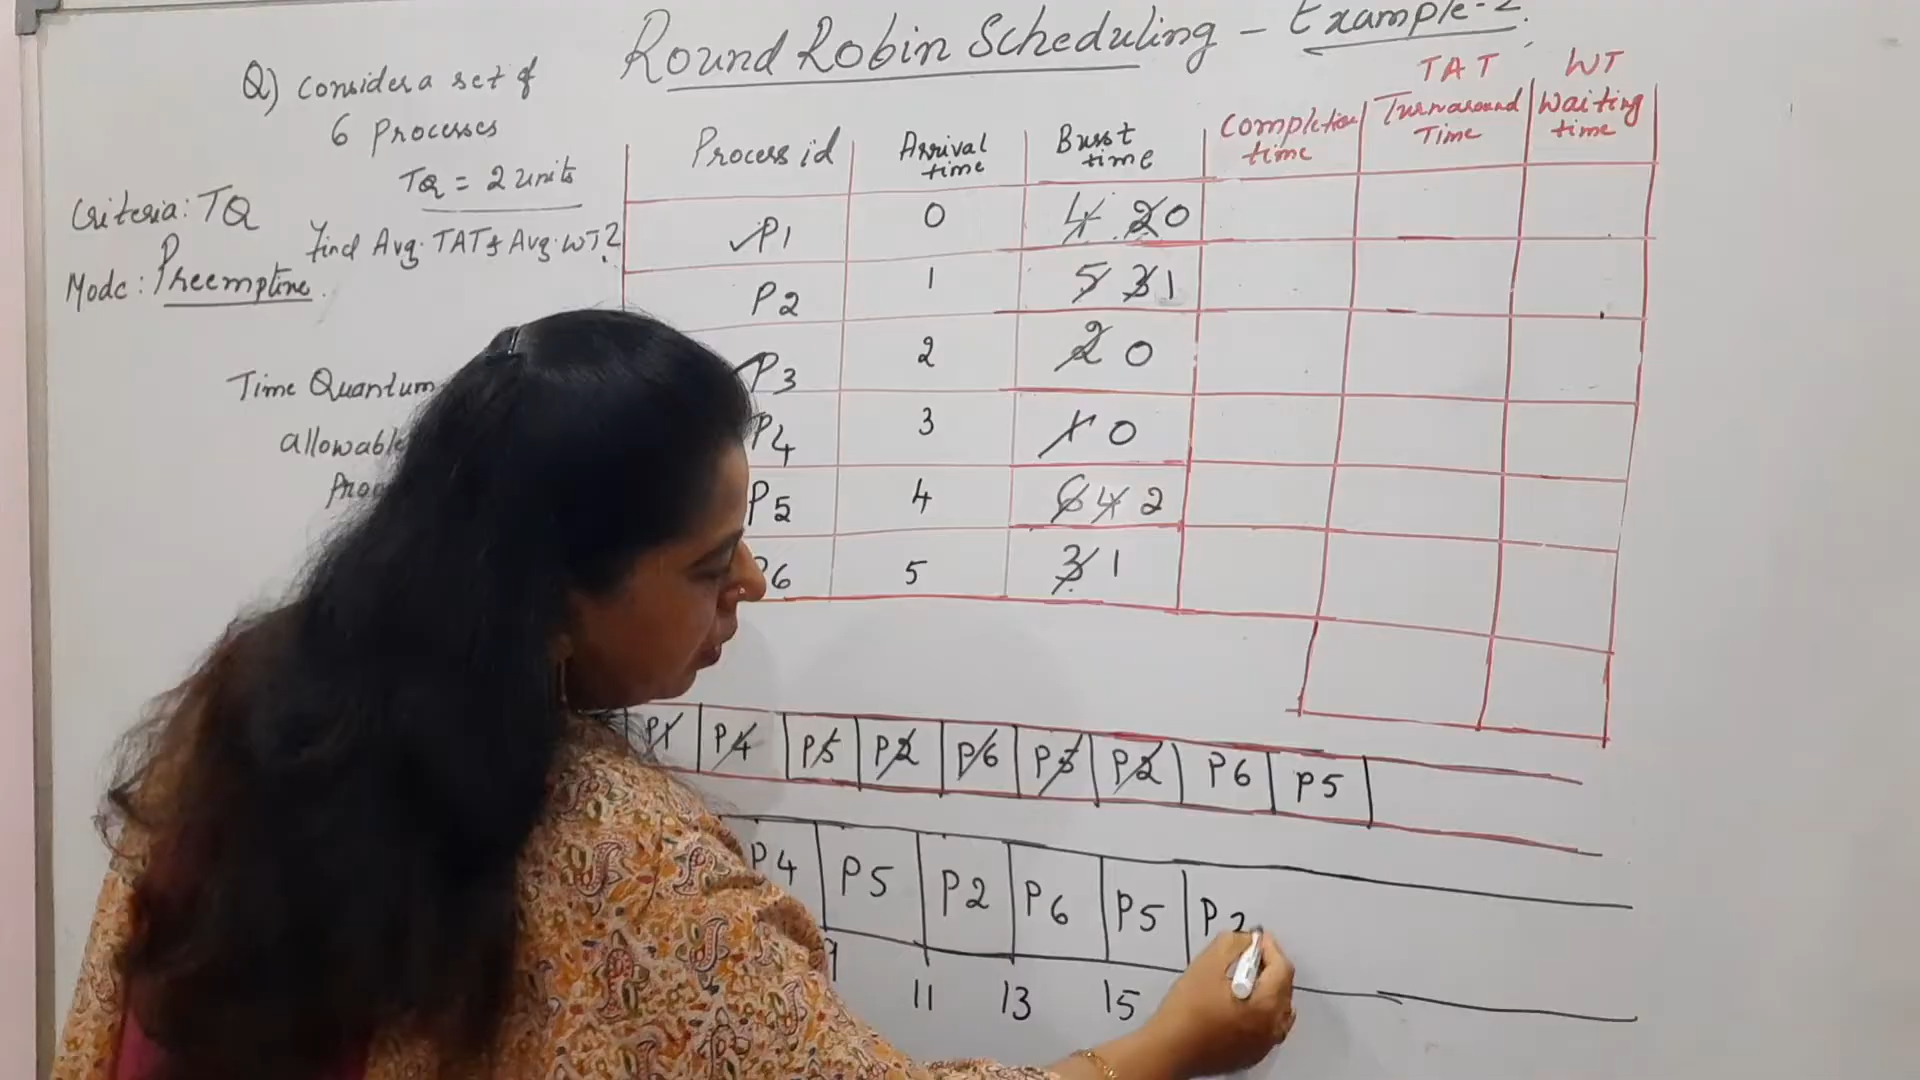 Round Robin Scheduling - Example-2.
Q) Consider a set of
6 Processes
TQ = 2 units
Criteria: TQ
Find Avg. TAT & Avg. WT?
Mode: Preemptive.
Time Quantum
allowable
TAT WT
Process id Arrival time Burst time Completion time Turnaround Time Waiting time
✓P1 0 4 2 0
P2 1 5 3 1
P3 2 2 0
P4 3 1 0
P5 4 6 4 2
P6 5 3 1
P1 P4 P5 P2 P6 P5 P2 P6 P5
P4 P5 P2 P6 P5 P2
9 11 13 15